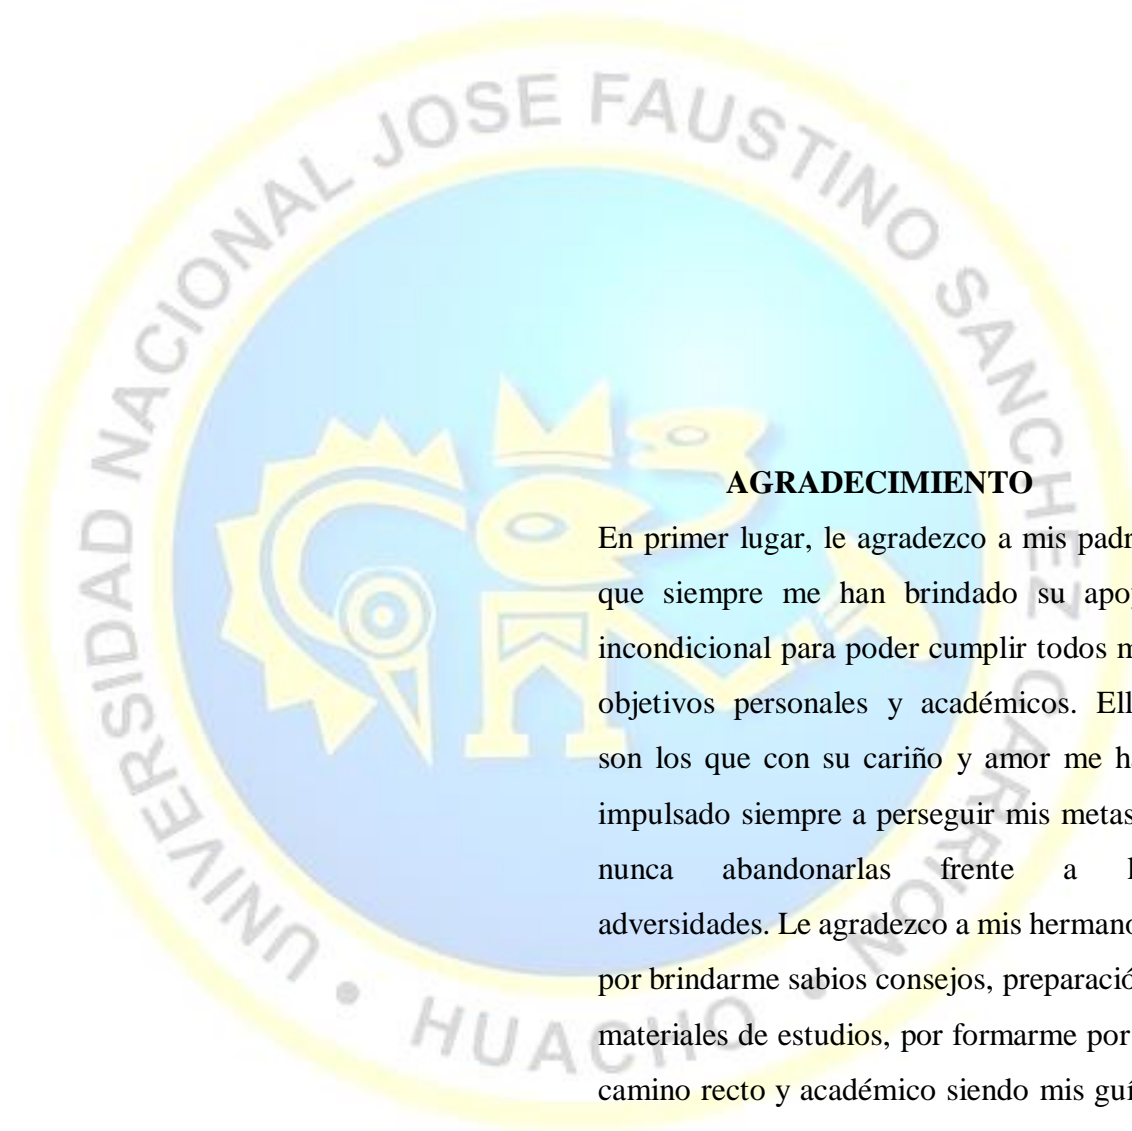 UNIVERSIDAD NACIONAL JOSE FAUSTINO SANCHEZ CARRION • HUACHO •
AGRADECIMIENTO
En primer lugar, le agradezco a mis padr
que siempre me han brindado su apo
incondicional para poder cumplir todos m
objetivos personales y académicos. Ell
son los que con su cariño y amor me h
impulsado siempre a perseguir mis metas
nunca abandonarlas frente a l
adversidades. Le agradezco a mis hermano
por brindarme sabios consejos, preparació
materiales de estudios, por formarme por
camino recto y académico siendo mis guí